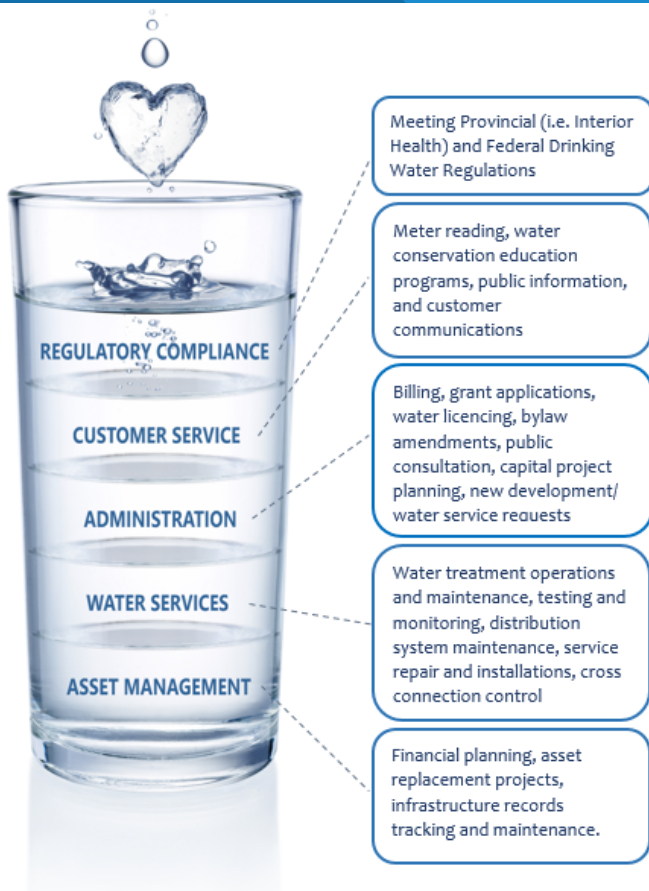 Meeting Provincial (i.e. Interior
Health) and Federal Drinking
Water Regulations
Meter reading, water
conservation education
programs, public information,
and customer
communications
REGULATORY COMPLIANCE
Billing, grant applications,
water licencing, bylaw
amendments, public
consultation, capital project
planning, new development/
water service requests
CUSTOMER SERVICE
ADMINISTRATION
Water treatment operations
and maintenance, testing and
monitoring, distribution
system maintenance, service
repair and installations, cross
connection control
WATER SERVICES
ASSET MANAGEMENT
Financial planning, asset
replacement projects,
infrastructure records
tracking and maintenance.